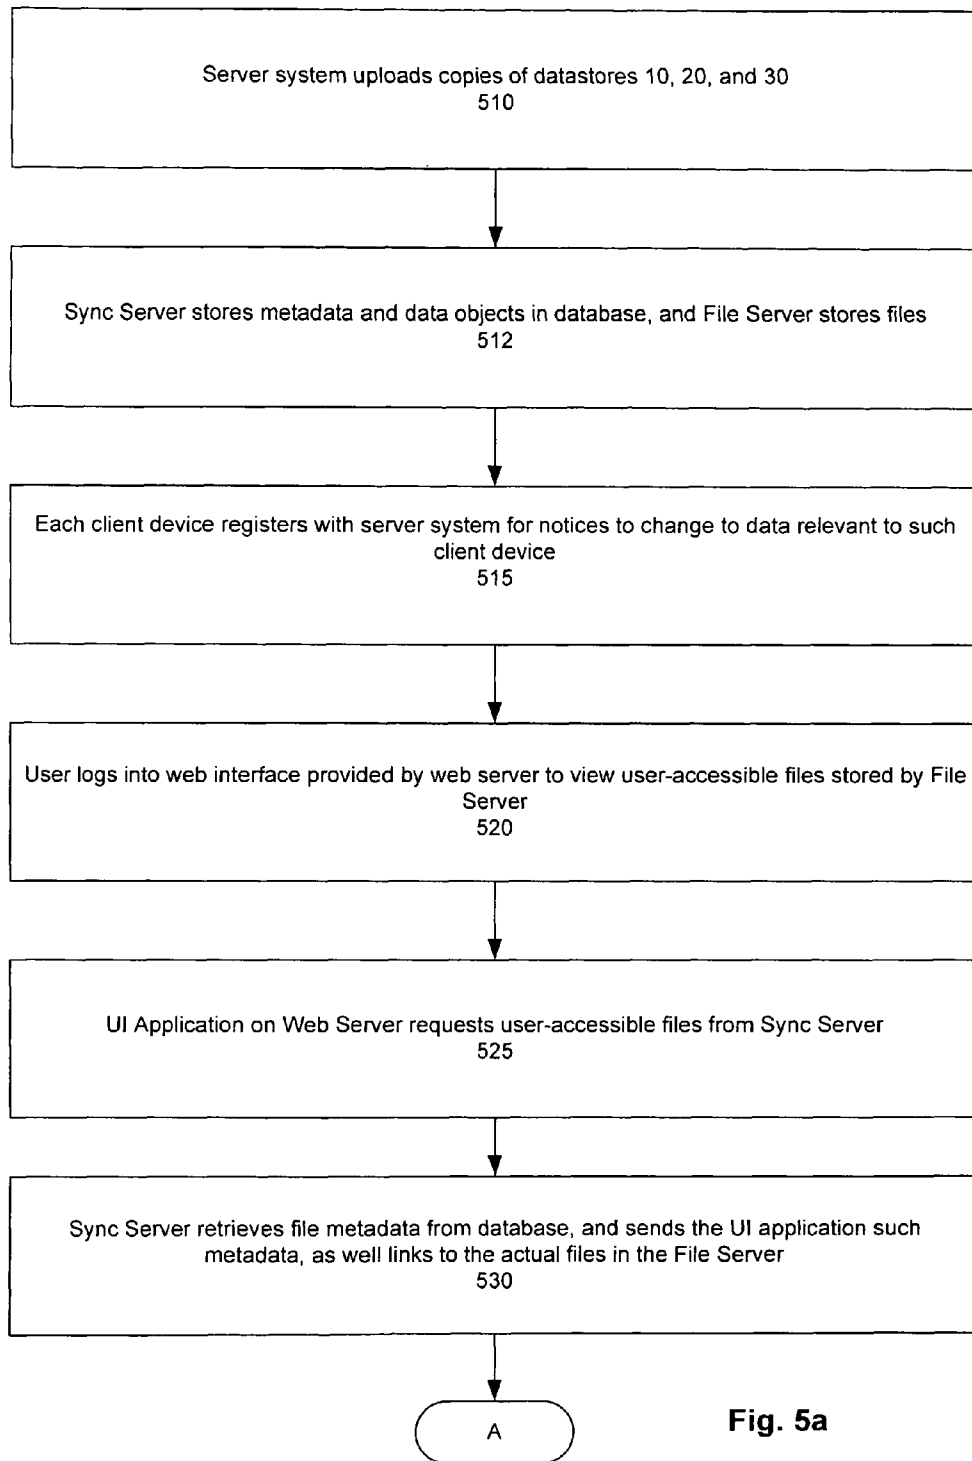 Server system uploads copies of datastores 10, 20, and 30
510
Sync Server stores metadata and data objects in database, and File Server stores files
512
Each client device registers with server system for notices to change to data relevant to such
client device
515
User logs into web interface provided by web server to view user-accessible files stored by File
Server
520
UI Application on Web Server requests user-accessible files from Sync Server
525
Sync Server retrieves file metadata from database, and sends the UI application such
metadata, as well links to the actual files in the File Server
530
A
Fig. 5a